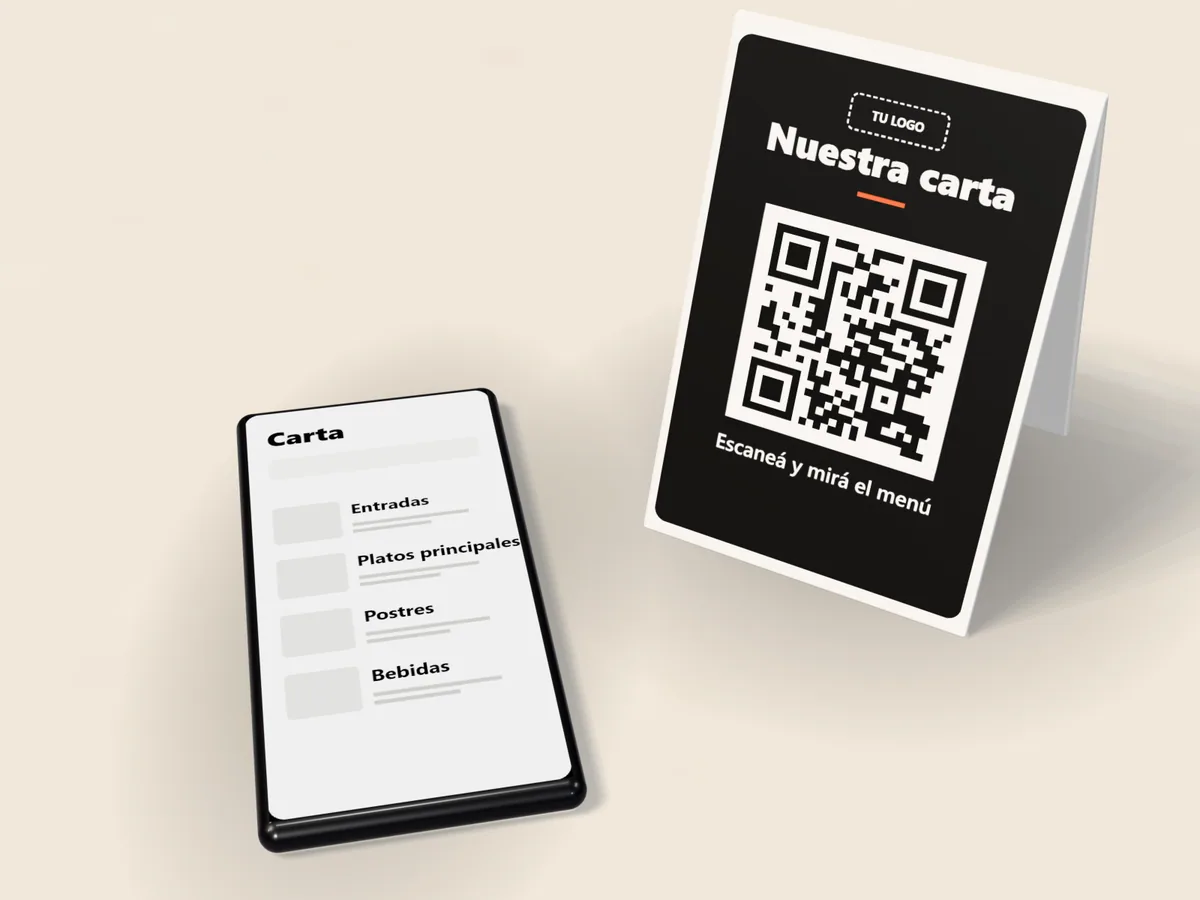 TU LOGO
Nuestra carta
Escaneá y mirá el menú
Carta
Entradas
Platos principales
Postres
Bebidas